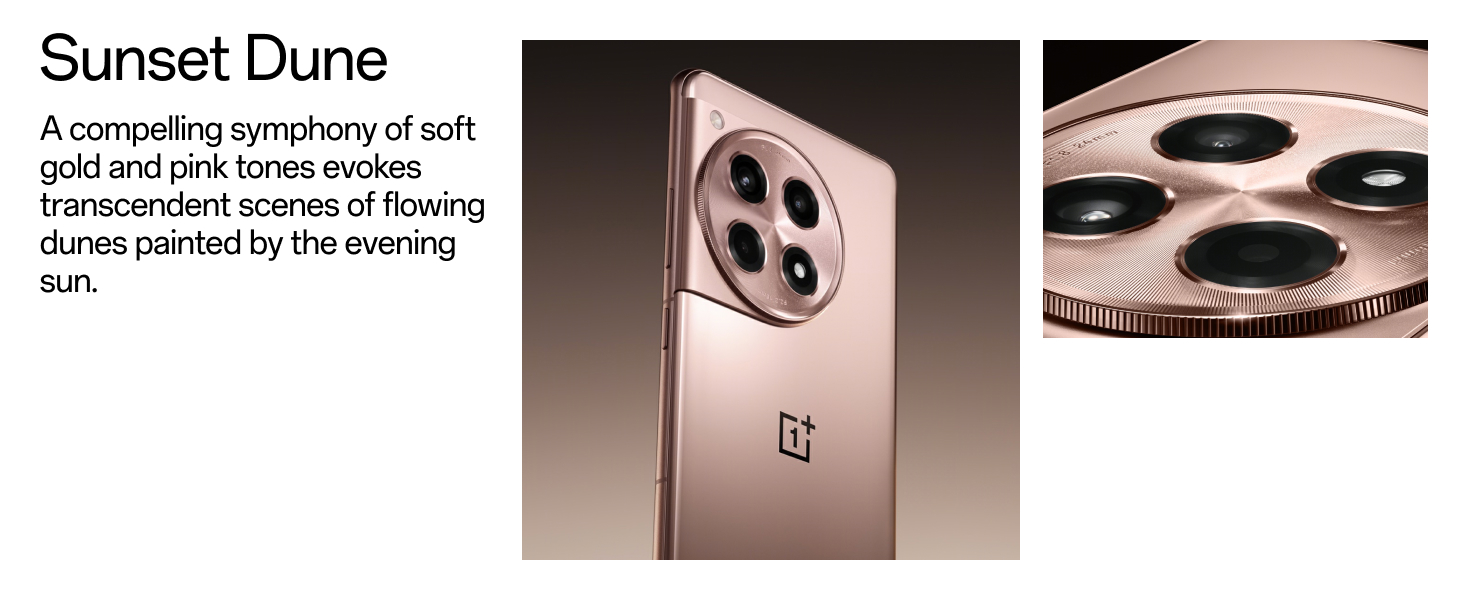 Sunset Dune
A compelling symphony of soft
gold and pink tones evokes
transcendent scenes of flowing
dunes painted by the evening
sun.
1+